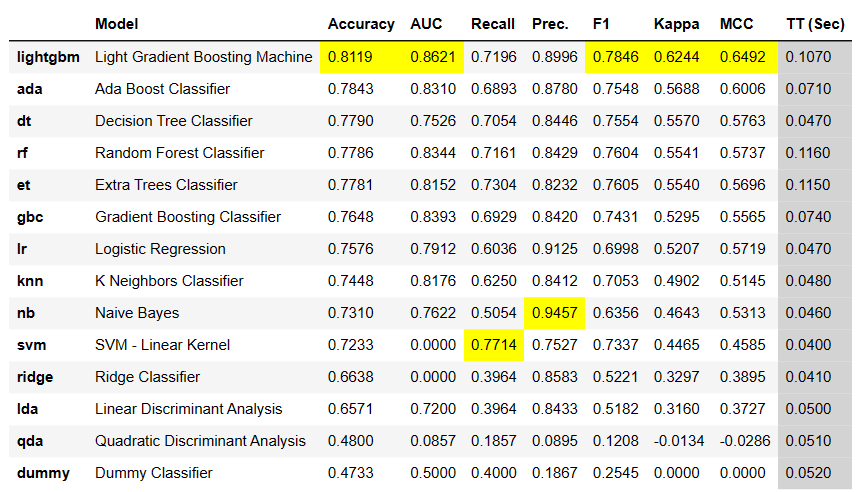 Model Accuracy AUC Recall Prec. F1 Kappa MCC TT (Sec)
lightgbm Light Gradient Boosting Machine 0.8119 0.8621 0.7196 0.8996 0.7846 0.6244 0.6492 0.1070
ada Ada Boost Classifier 0.7843 0.8310 0.6893 0.8780 0.7548 0.5688 0.6006 0.0710
dt Decision Tree Classifier 0.7790 0.7526 0.7054 0.8446 0.7554 0.5570 0.5763 0.0470
rf Random Forest Classifier 0.7786 0.8344 0.7161 0.8429 0.7604 0.5541 0.5737 0.1160
et Extra Trees Classifier 0.7781 0.8152 0.7304 0.8232 0.7605 0.5540 0.5696 0.1150
gbc Gradient Boosting Classifier 0.7648 0.8393 0.6929 0.8420 0.7431 0.5295 0.5565 0.0740
lr Logistic Regression 0.7576 0.7912 0.6036 0.9125 0.6998 0.5207 0.5719 0.0470
knn K Neighbors Classifier 0.7448 0.8176 0.6250 0.8412 0.7053 0.4902 0.5145 0.0480
nb Naive Bayes 0.7310 0.7622 0.5054 0.9457 0.6356 0.4643 0.5313 0.0460
svm SVM - Linear Kernel 0.7233 0.0000 0.7714 0.7527 0.7337 0.4465 0.4585 0.0400
ridge Ridge Classifier 0.6638 0.0000 0.3964 0.8583 0.5221 0.3297 0.3895 0.0410
lda Linear Discriminant Analysis 0.6571 0.7200 0.3964 0.8433 0.5182 0.3160 0.3727 0.0500
qda Quadratic Discriminant Analysis 0.4800 0.0857 0.1857 0.0895 0.1208 -0.0134 -0.0286 0.0510
dummy Dummy Classifier 0.4733 0.5000 0.4000 0.1867 0.2545 0.0000 0.0000 0.0520